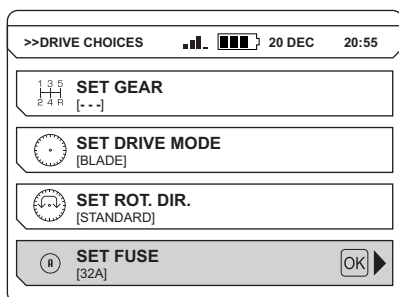 >>DRIVE CHOICES 20 DEC 20:55
1 3 5
2 4 R
SET GEAR
[- - -]
SET DRIVE MODE
[BLADE]
SET ROT. DIR.
[STANDARD]
A
SET FUSE
[32A]
OK